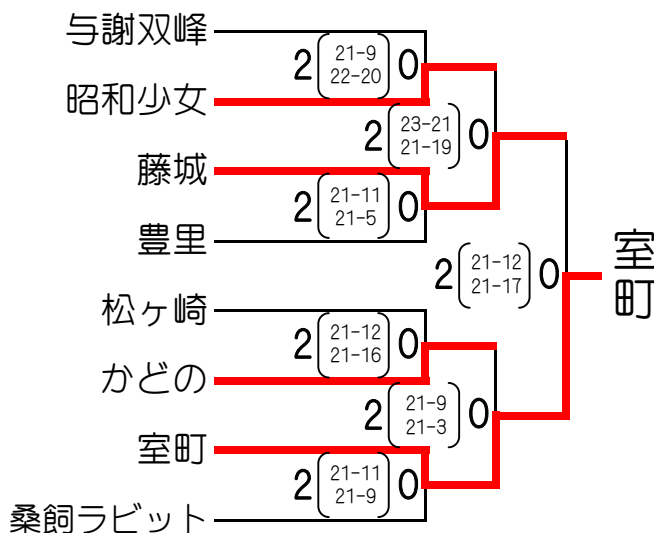 与謝双峰
2 21-9 0
22-20
昭和少女
2 23-21 0
21-19
藤城
2 21-11 0
21-5
豊里
2 21-12 0
21-17
室町
松ヶ崎
2 21-12 0
21-16
かどの
2 21-9 0
21-3
室町
2 21-11 0
21-9
桑飼ラビット